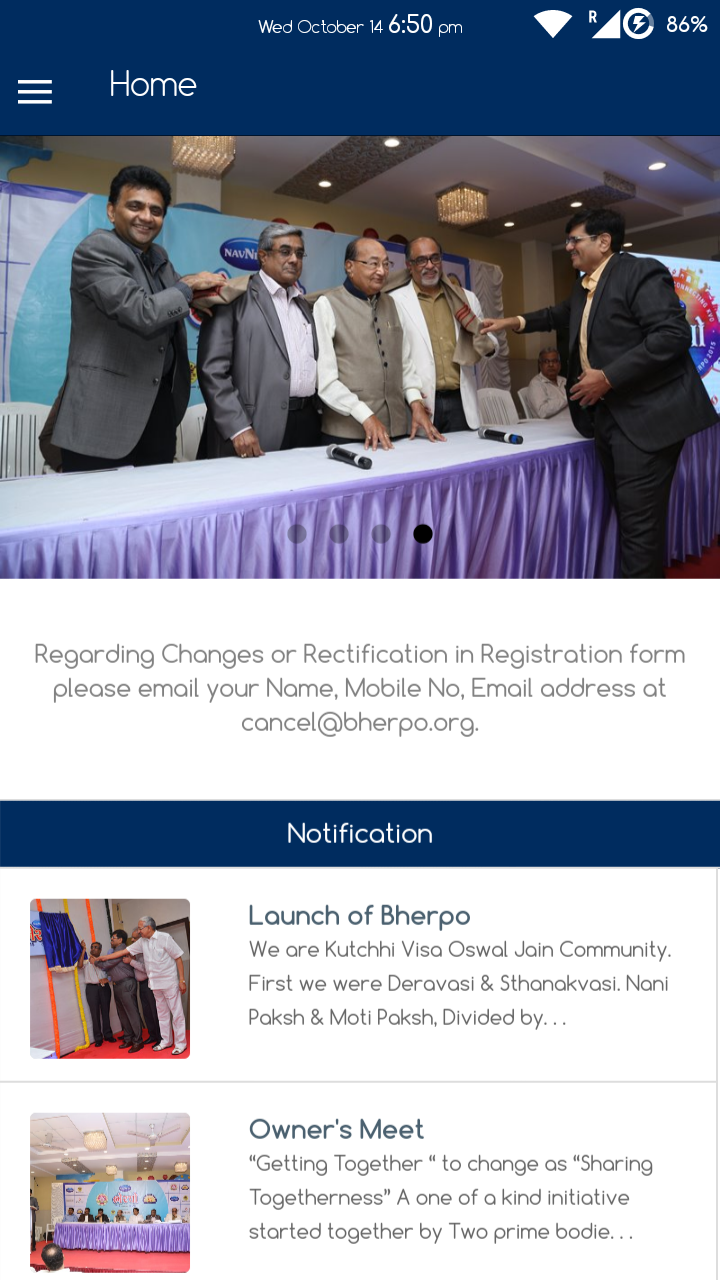 Wed October 14 6:50 pm
R
86%
Home
NAVN
Regarding Changes or Rectification in Registration form
please email your Name, Mobile No, Email address at
cancel@bherpo.org.
Notification
Launch of Bherpo
We are Kutchhi Visa Oswal Jain Community.
First we were Deravasi & Sthanakvasi. Nani
Paksh & Moti Paksh, Divided by. . .
Owner's Meet
“Getting Together “ to change as “Sharing
Togetherness” A one of a kind initiative
started together by Two prime bodie. . .